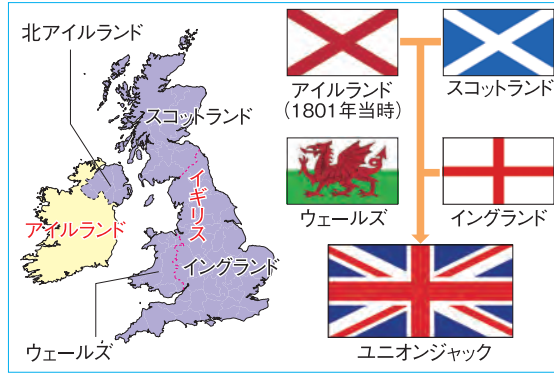 北アイルランド
スコットランド
イギリス
アイルランド
イングランド
ウェールズ
アイルランド
(1801年当時)
スコットランド
ウェールズ
イングランド
ユニオンジャック